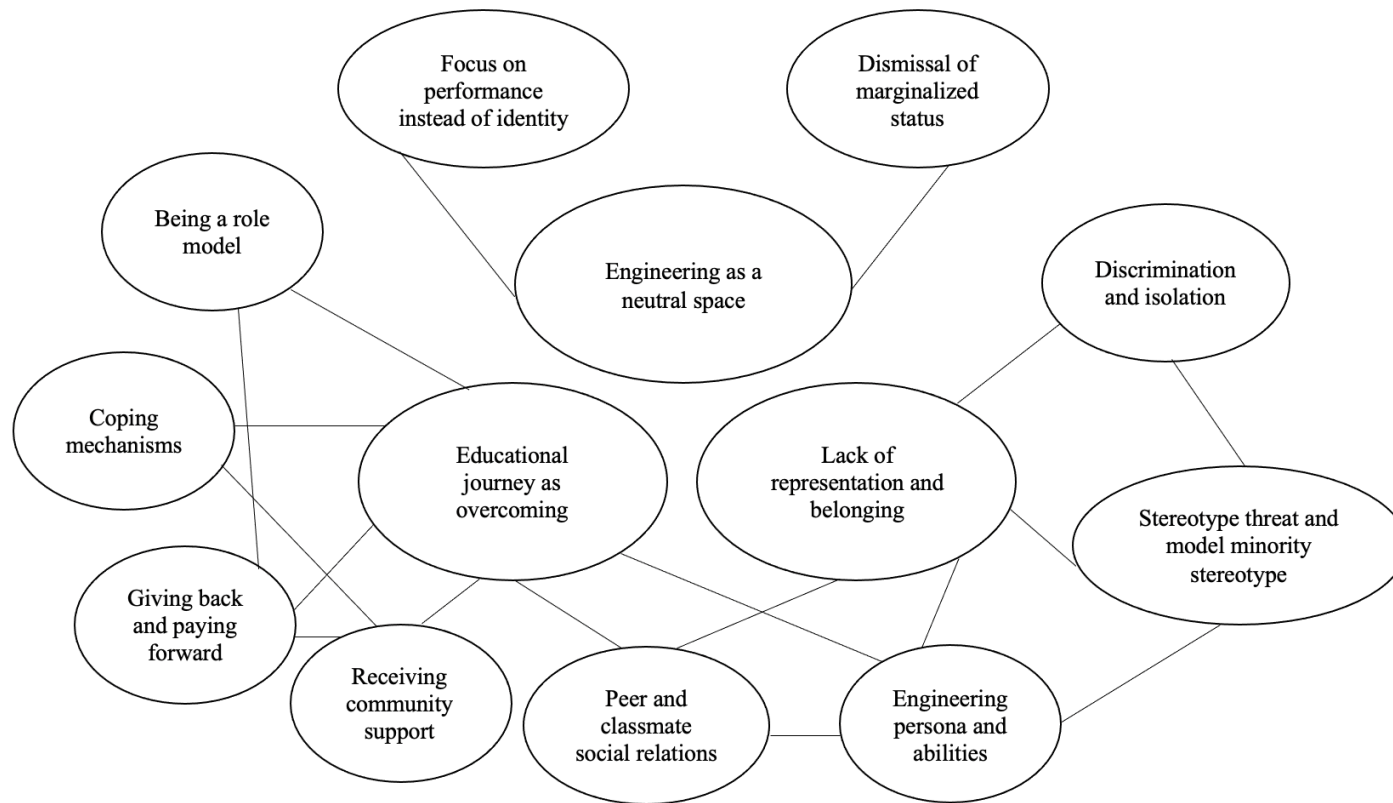 Focus on
performance
instead of identity
Dismissal of
marginalized
status
Being a role
model
Engineering as a
neutral space
Discrimination
and isolation
Coping
mechanisms
Educational
journey as
overcoming
Lack of
representation and
belonging
Stereotype threat and
model minority
stereotype
Giving back
and paying
forward
Receiving
community
support
Peer and
classmate
social relations
Engineering
persona and
abilities